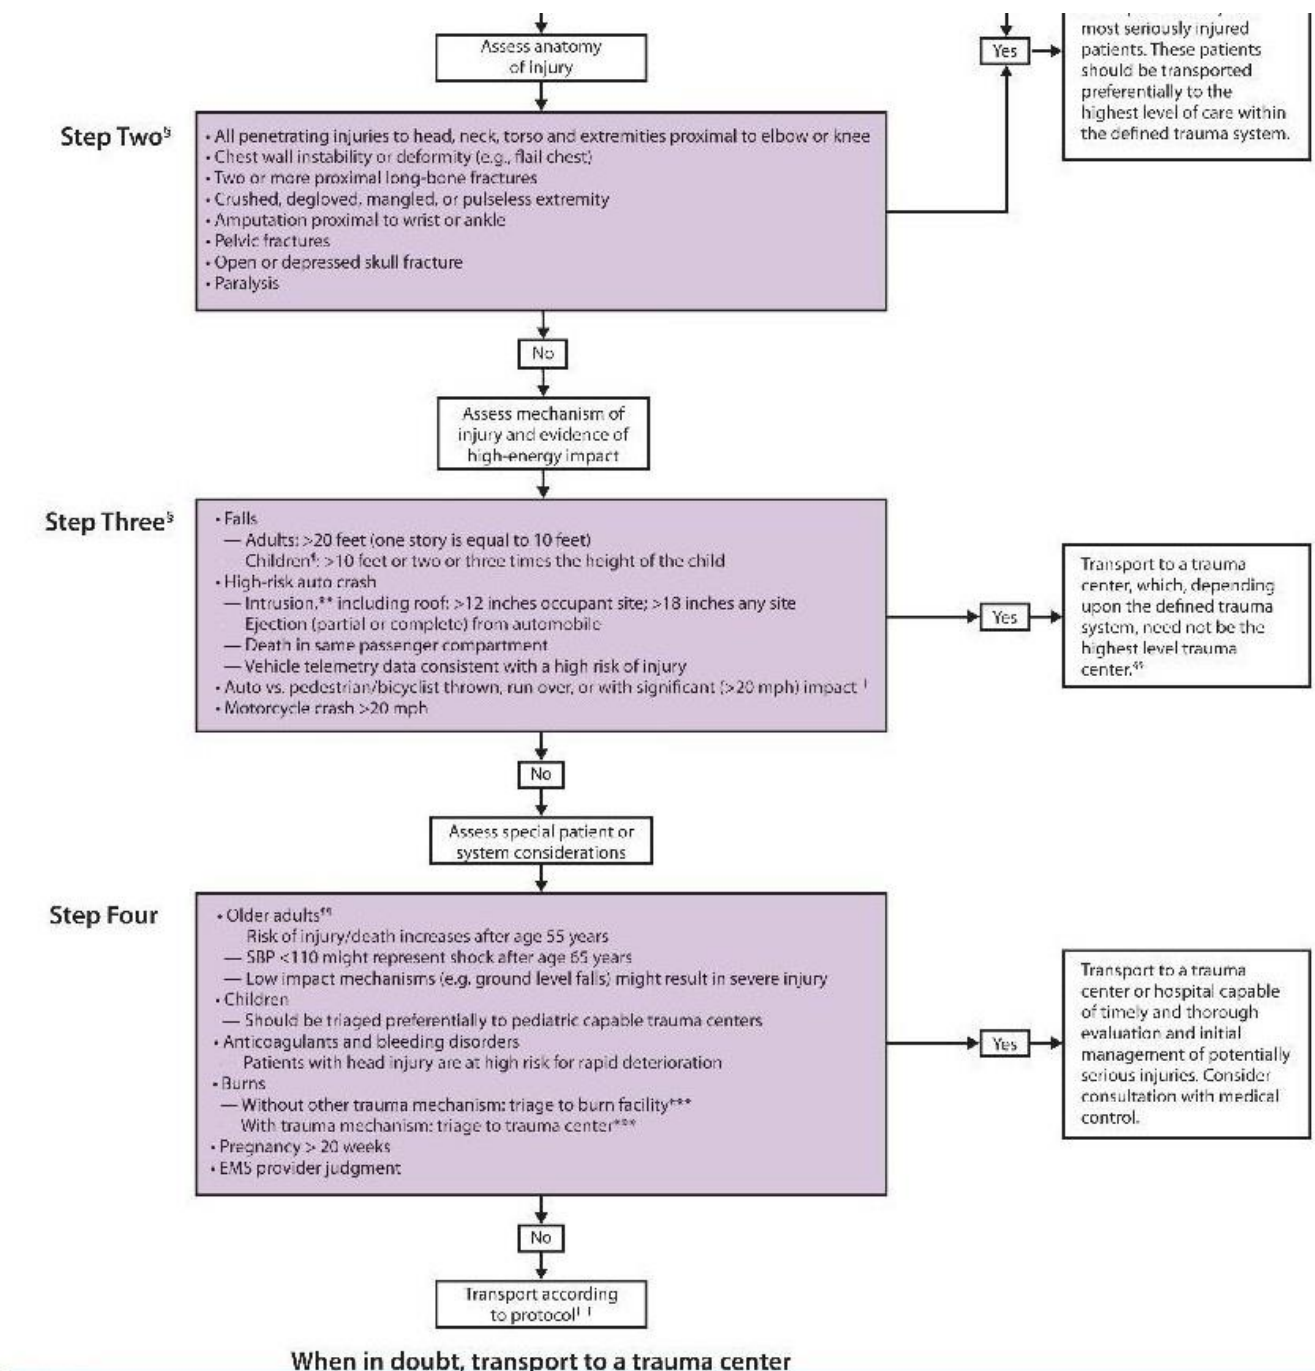 Assess anatomy
of injury
Yes
most seriously injured
patients. These patients
should be transported
preferentially to the
highest level of care within
the defined trauma system.
Step Two§
• All penetrating injuries to head, neck, torso and extremities proximal to elbow or knee
• Chest wall instability or deformity (e.g., flail chest)
• Two or more proximal long-bone fractures
• Crushed, degloved, mangled, or pulseless extremity
• Amputation proximal to wrist or ankle
• Pelvic fractures
• Open or depressed skull fracture
• Paralysis
No
Assess mechanism of
injury and evidence of
high-energy impact
Step Three§
• Falls
— Adults: >20 feet (one story is equal to 10 feet)
Children¶: >10 feet or two or three times the height of the child
• High-risk auto crash
— Intrusion,** including roof: >12 inches occupant site; >18 inches any site
Ejection (partial or complete) from automobile
— Death in same passenger compartment
— Vehicle telemetry data consistent with a high risk of injury
• Auto vs. pedestrian/bicyclist thrown, run over, or with significant (>20 mph) impact
• Motorcycle crash >20 mph
Yes
Transport to a trauma
center, which, depending
upon the defined trauma
system, need not be the
highest level trauma
center.§§
No
Assess special patient or
system considerations
Step Four
• Older adults¶¶
Risk of injury/death increases after age 55 years
— SBP <110 might represent shock after age 65 years
— Low impact mechanisms (e.g. ground level falls) might result in severe injury
• Children
— Should be triaged preferentially to pediatric capable trauma centers
• Anticoagulants and bleeding disorders
Patients with head injury are at high risk for rapid deterioration
• Burns
— Without other trauma mechanism: triage to burn facility***
With trauma mechanism: triage to trauma center***
• Pregnancy > 20 weeks
• EMS provider judgment
Yes
Transport to a trauma
center or hospital capable
of timely and thorough
evaluation and initial
management of potentially
serious injuries. Consider
consultation with medical
control.
No
Transport according
to protocol
When in doubt, transport to a trauma center